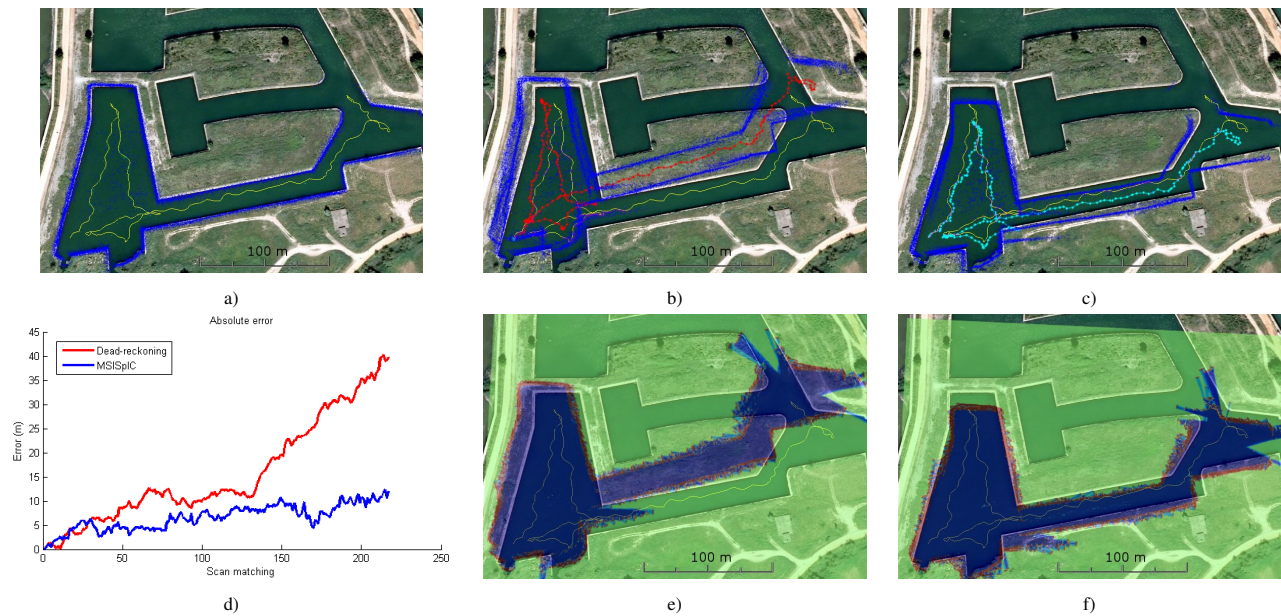 100 m
100 m
100 m
a)
b)
c)
Absolute error
45
40
35
30
25
20
15
10
5
0
Error (m)
Dead-reckoning
MSISpIC
0
50
100
150
200
250
Scan matching
100 m
100 m
d)
e)
f)